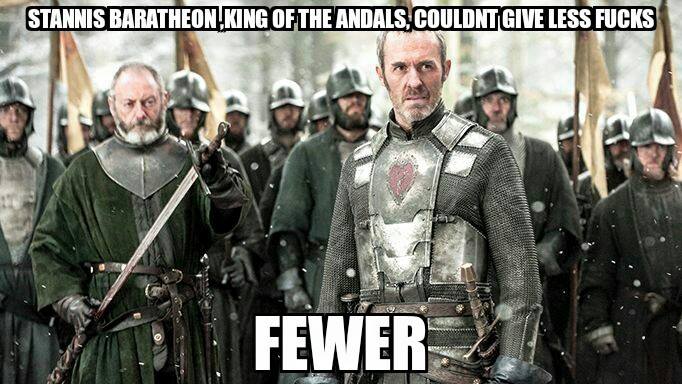 STANNIS BARATHEON ,KING OF THE ANDALS, COULDNT GIVE LESS FUCKS
FEWER